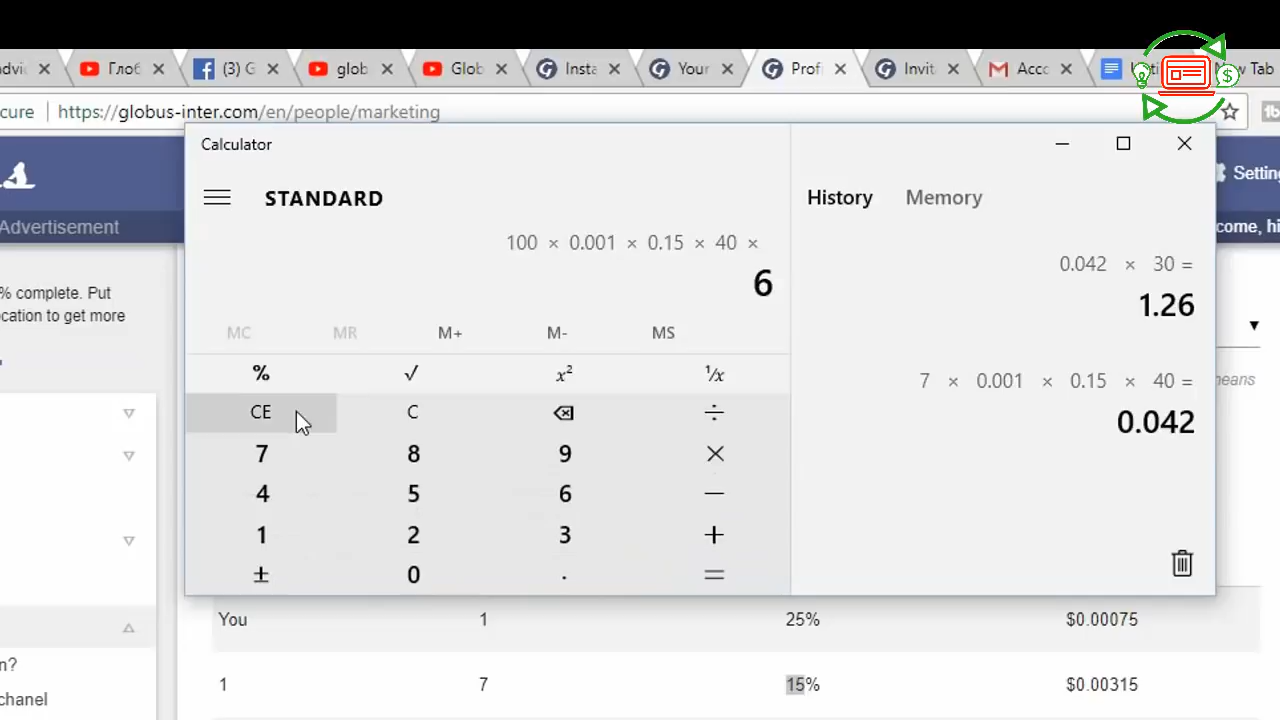 Глоб
(3) G
glob
Glob
Insta
Your
Profi
Invit
Acco
w Tab
cure
https://globus-inter.com/en/people/marketing
Calculator
Setting
STANDARD
History
Memory
Advertisement
come, hi
100 × 0.001 × 0.15 × 40 ×
6
0.042 × 30 =
1.26
% complete. Put
cation to get more
MC MR M+ M- MS
% √ x² ¹/x
7 × 0.001 × 0.15 × 40 =
0.042
eans
CE C ÷
7 8 9 ×
4 5 6 −
1 2 3 +
± 0 . =
You 1 25% $0.00075
n?
1 7 15% $0.00315
chanel